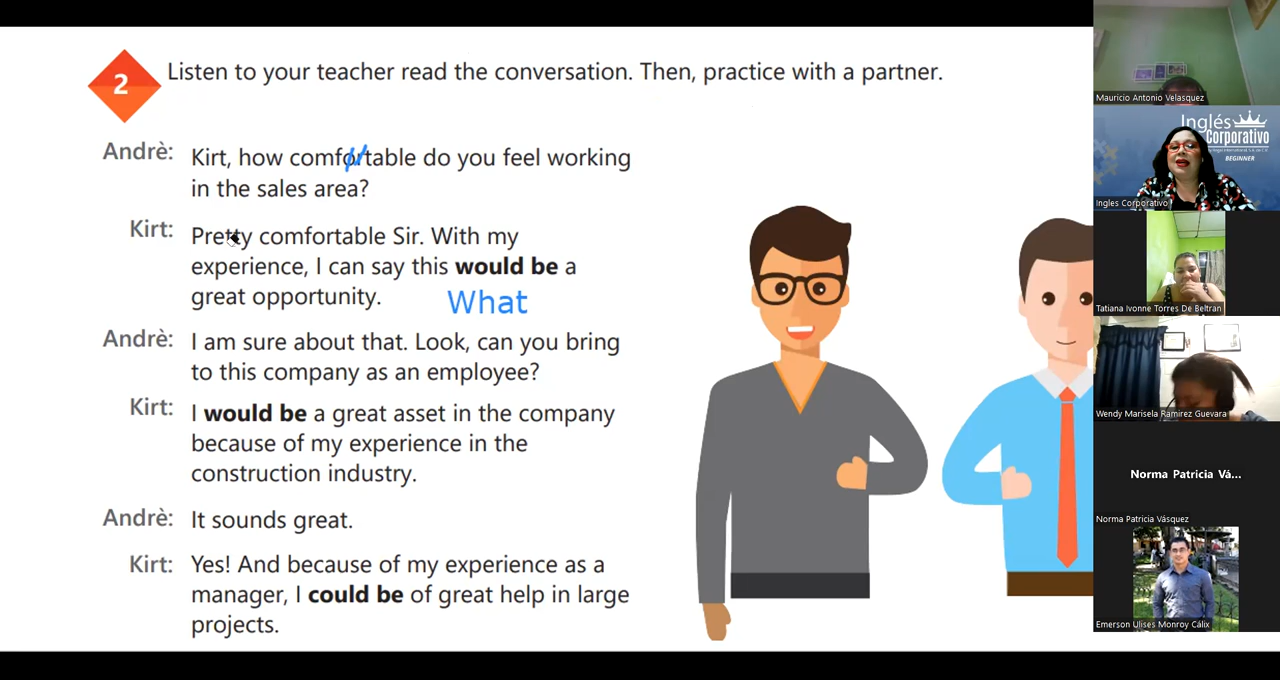 2
Listen to your teacher read the conversation. Then, practice with a partner.
Andrè: Kirt, how comfortable do you feel working
in the sales area?
Kirt: Pretty comfortable Sir. With my
experience, I can say this would be a
great opportunity.
What
Andrè: I am sure about that. Look, can you bring
to this company as an employee?
Kirt: I would be a great asset in the company
because of my experience in the
construction industry.
Andrè: It sounds great.
Kirt: Yes! And because of my experience as a
manager, I could be of great help in large
projects.
Mauricio Antonio Velasquez
Inglés
Corporativo
BEGINNER
Ingles Corporativo
Tatiana Ivonne Torres De Beltran
Wendy Marisela Ramirez Guevara
Norma Patricia Vá...
Norma Patricia Vásquez
Emerson Ulises Monroy Cálix